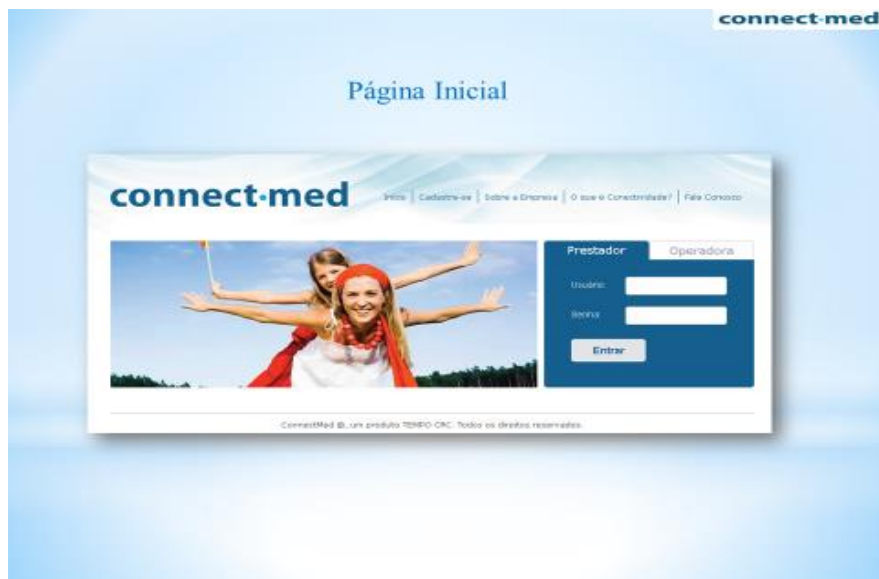 connect·med
Página Inicial
connect·med
Início | Cadastre-se | Sobre a Empresa | O que é Conectividade? | Fale Conosco
Prestador
Operadora
Usuário:
Senha:
Entrar
ConnectMed @, um produto TEMPO CRC. Todos os direitos reservados.